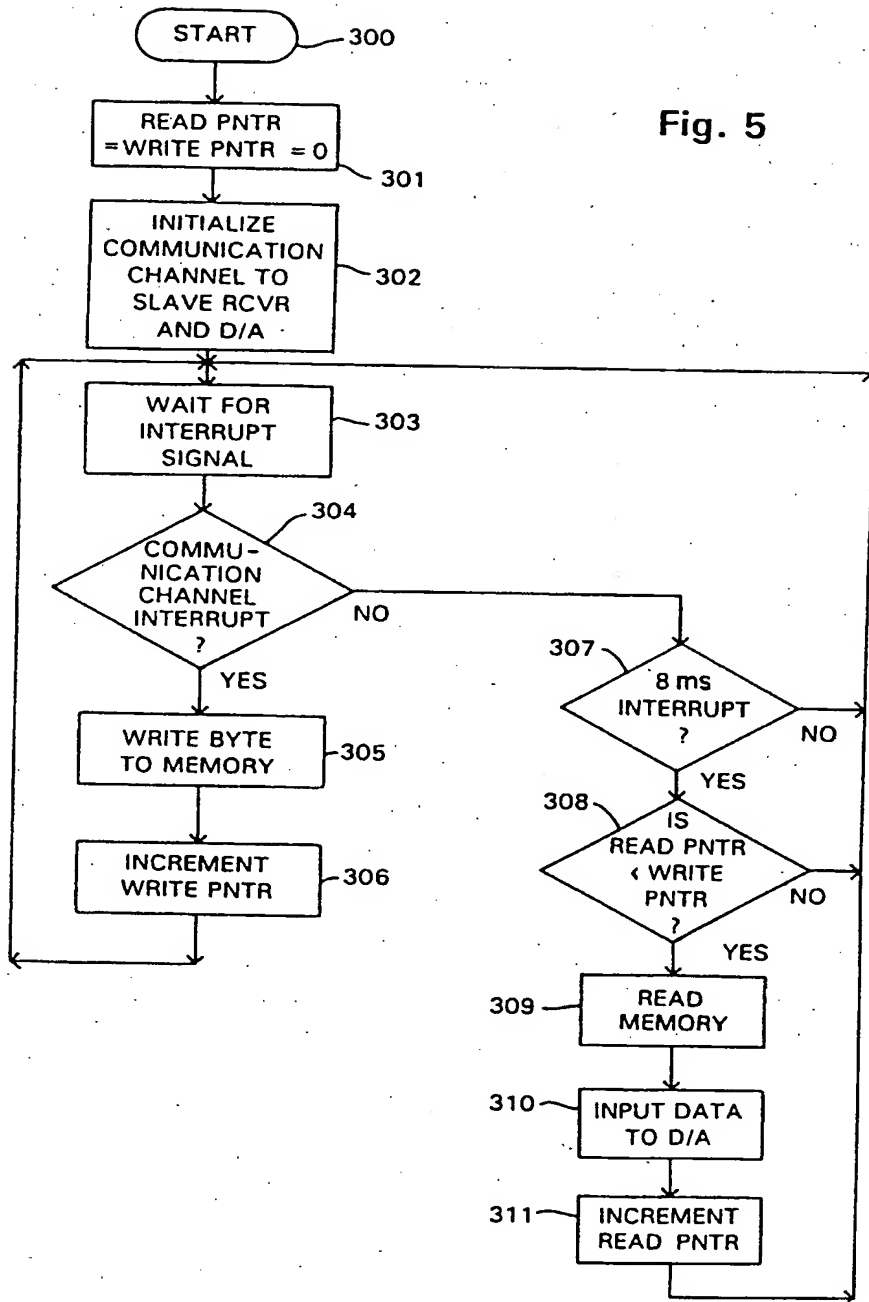 START
300
Fig. 5
READ PNTR
=WRITE PNTR = 0
301
INITIALIZE
COMMUNICATION
CHANNEL TO
SLAVE RCVR
AND D/A
302
WAIT FOR
INTERRUPT
SIGNAL
303
304
COMMU-
NICATION
CHANNEL
INTERRUPT
?
NO
YES
WRITE BYTE
TO MEMORY
305
INCREMENT
WRITE PNTR
306
307
8 ms
INTERRUPT
?
NO
YES
308
IS
READ PNTR
< WRITE
PNTR
?
NO
YES
309
READ
MEMORY
310
INPUT DATA
TO D/A
311
INCREMENT
READ PNTR